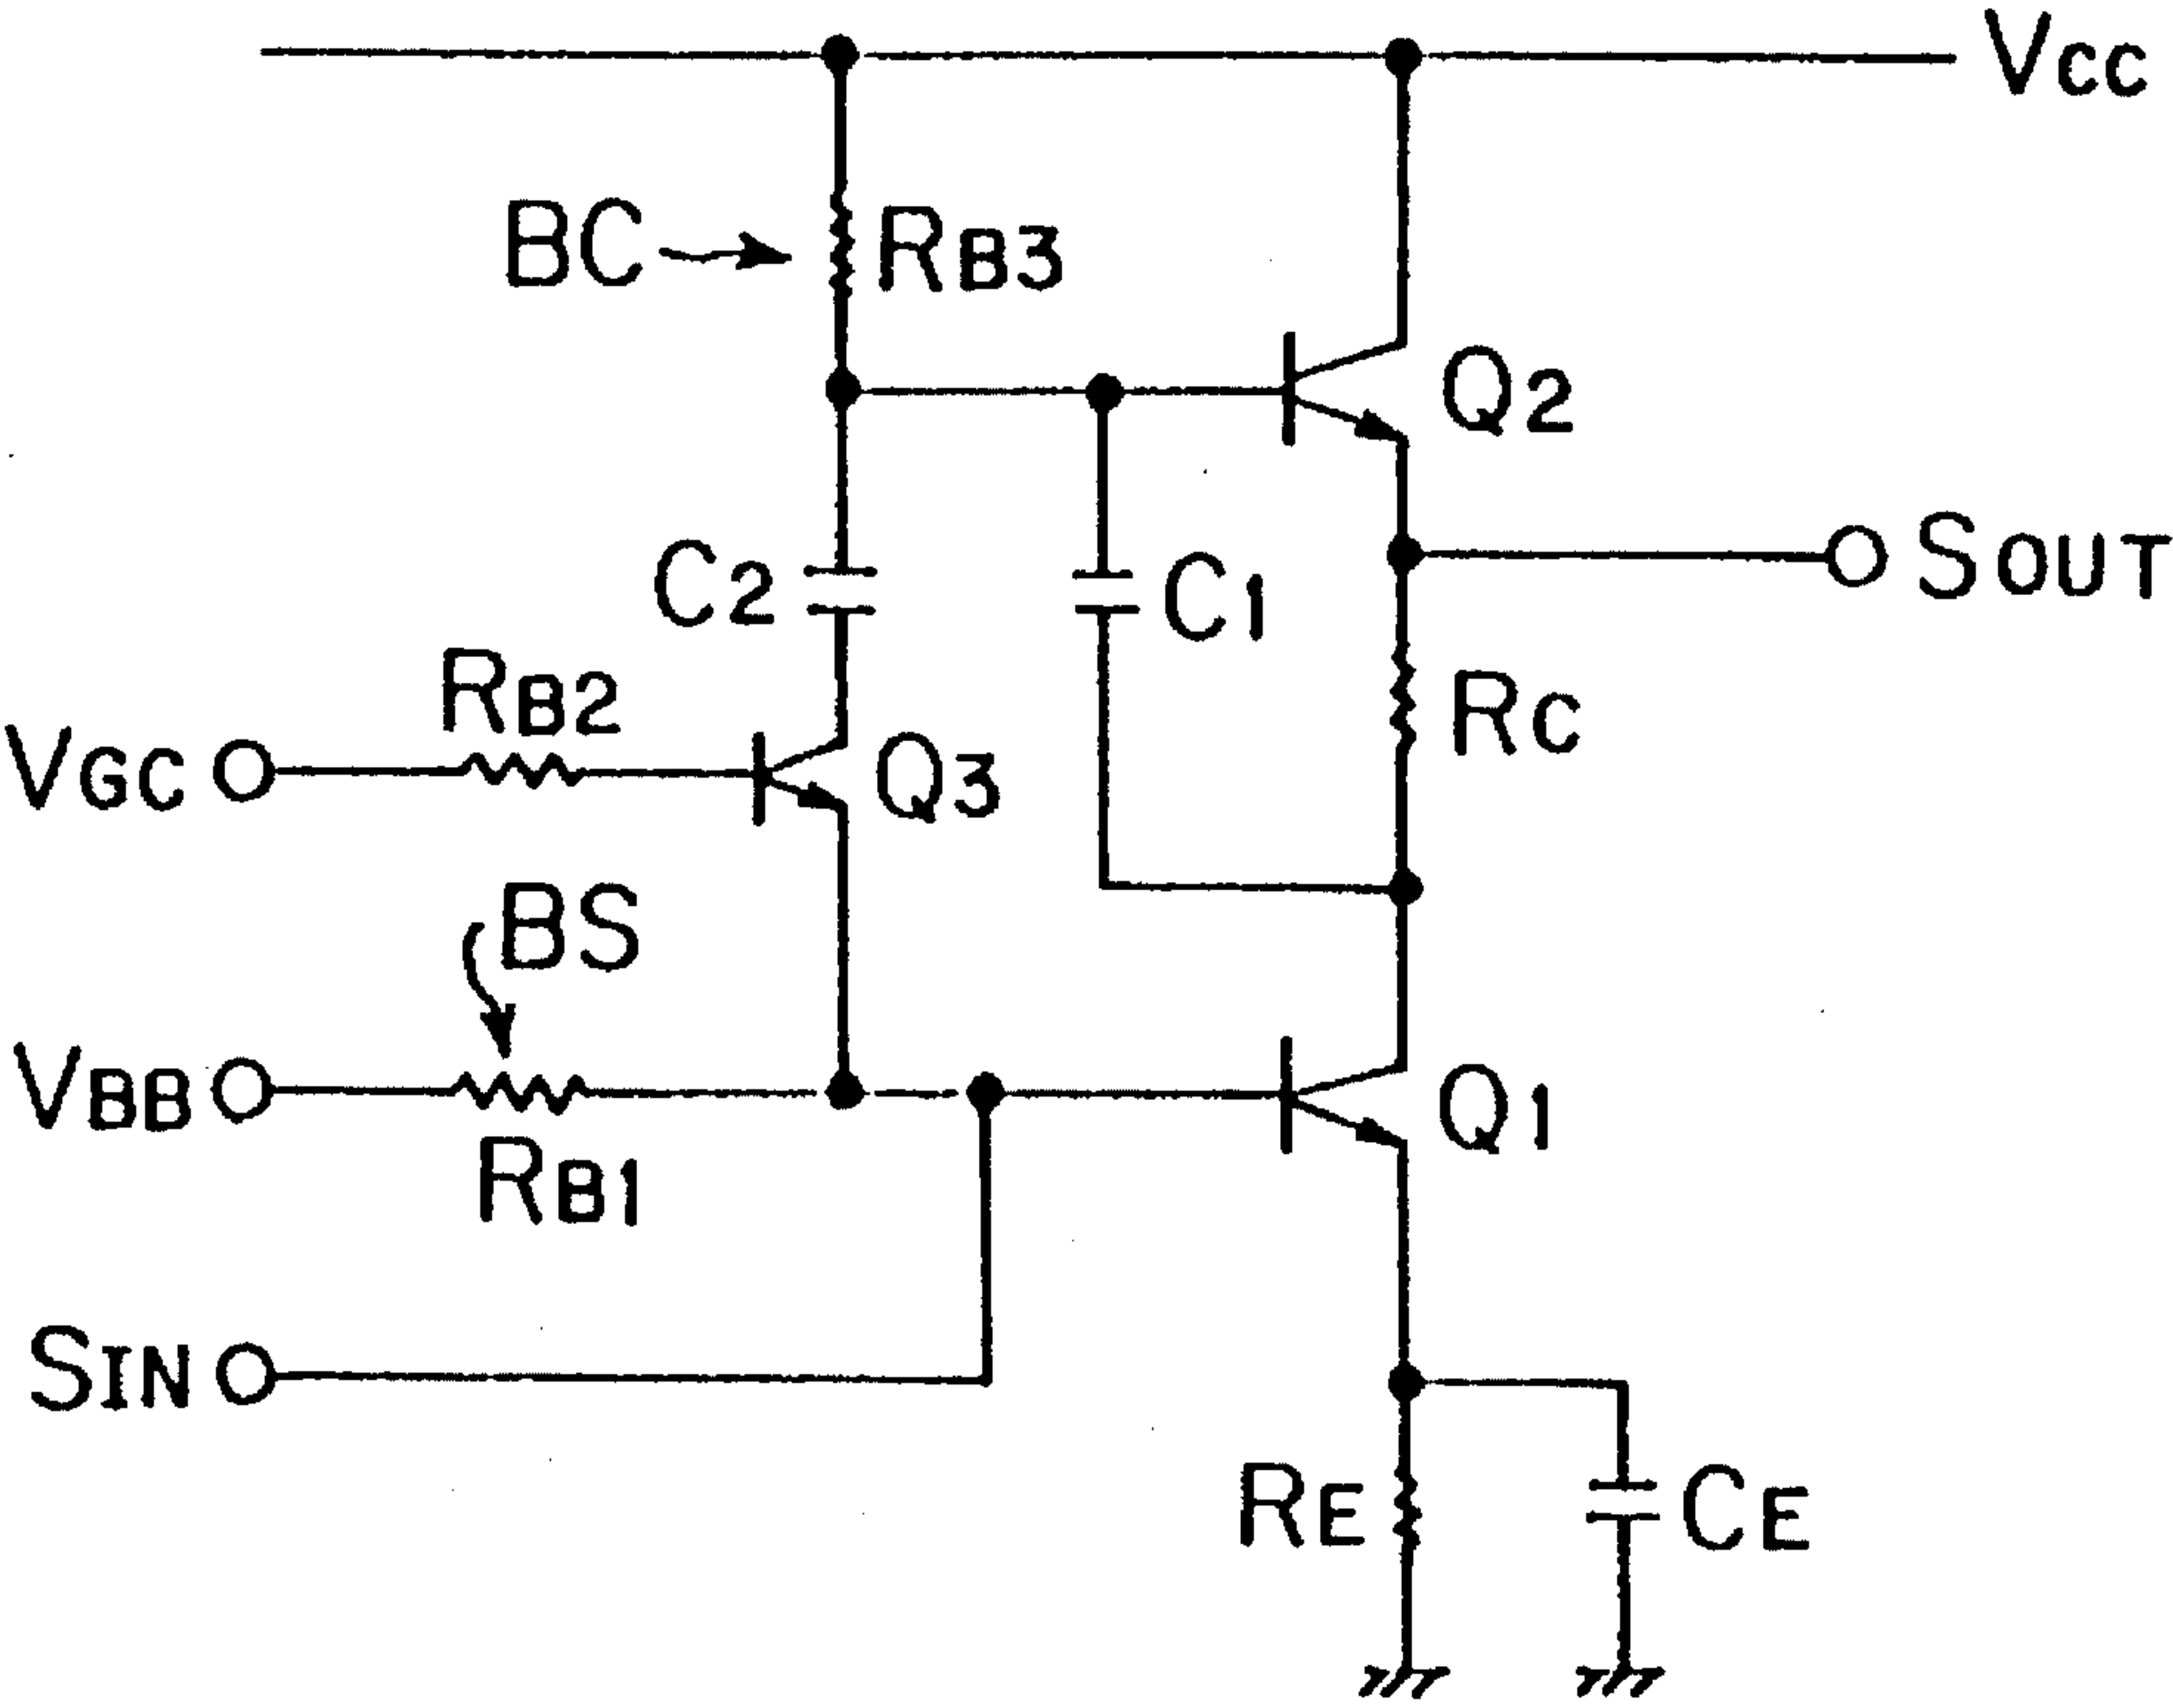 VCC
BC
RB3
Q2
SOUT
C2
C1
RB2
RC
VGC
Q3
BS
VBB
Q1
RB1
SIN
RE
CE